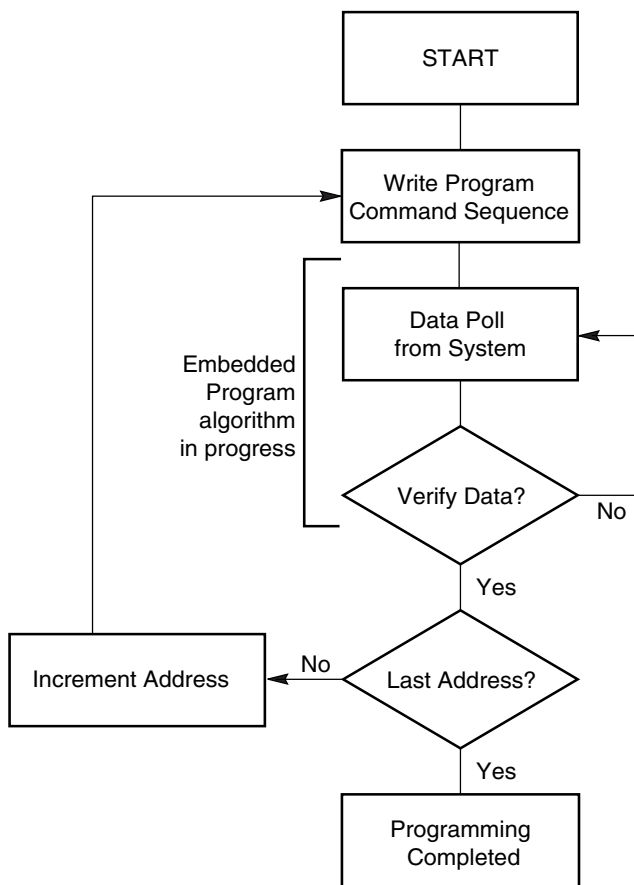 START
Write Program
Command Sequence
Data Poll
from System
Embedded
Program
algorithm
in progress
Verify Data?
No
Yes
No
Increment Address
Last Address?
Yes
Programming
Completed